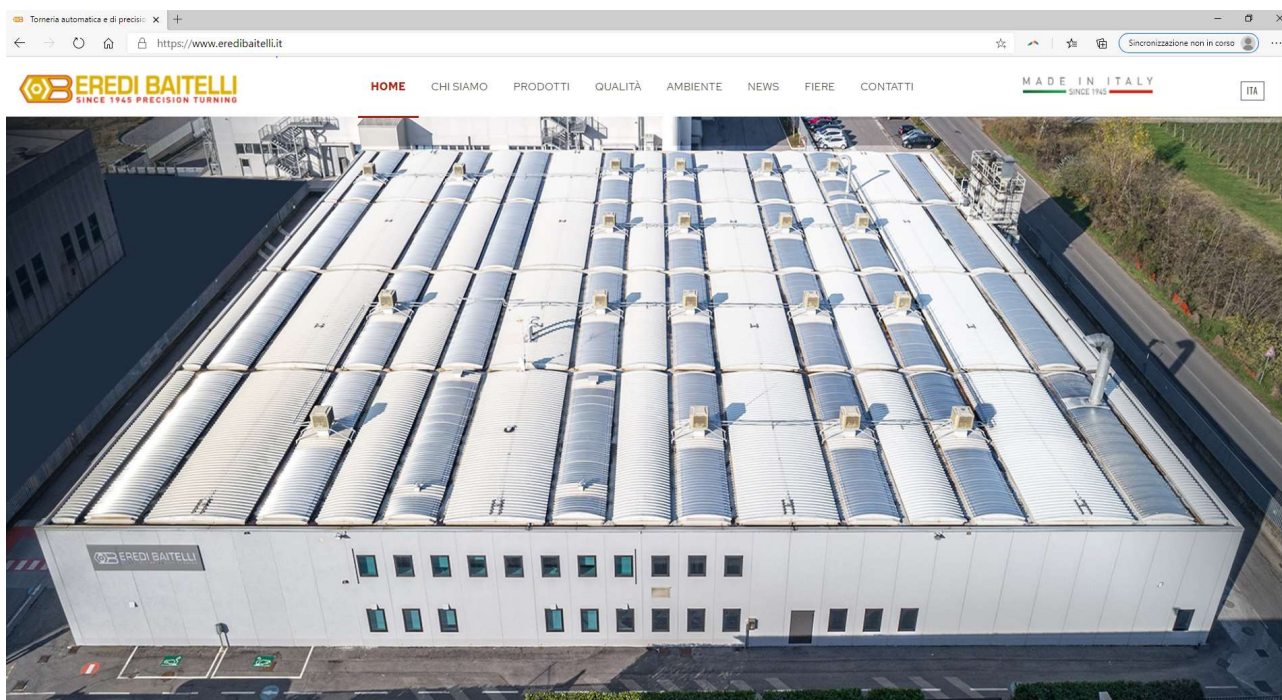 Torneria automatica e di precisic
https://www.eredibaitelli.it
Sincronizzazione non in corso
EREDI BAITELLI
SINCE 1945 PRECISION TURNING
HOME CHI SIAMO PRODOTTI QUALITÀ AMBIENTE NEWS FIERE CONTATTI
MADE IN ITALY
SINCE 1945
ITA
EREDI BAITELLI